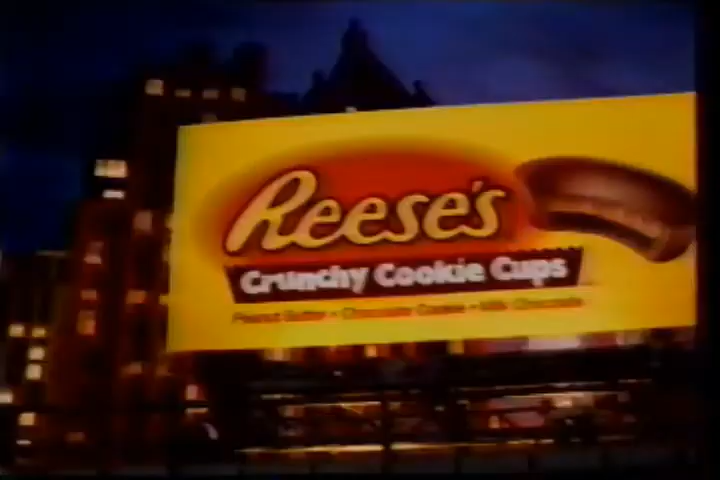 Reese's
Crunchy Cookie Cups
Peanut Butter • Chocolate Cookie • Milk Chocolate